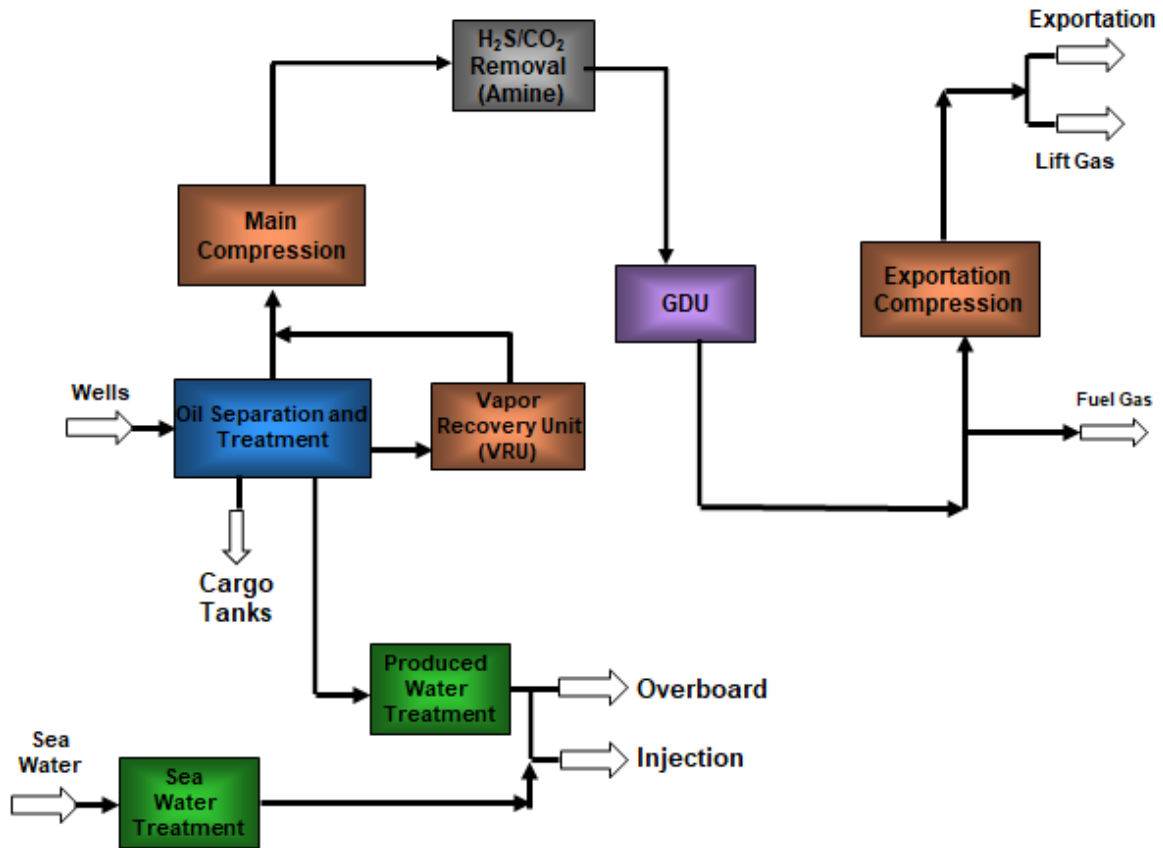 Exportation
H₂S/CO₂
Removal
(Amine)
Lift Gas
Main
Compression
GDU
Exportation
Compression
Wells
Oil Separation and
Treatment
Vapor
Recovery Unit
(VRU)
Fuel Gas
Cargo
Tanks
Produced
Water
Treatment
Overboard
Injection
Sea
Water
Sea
Water
Treatment